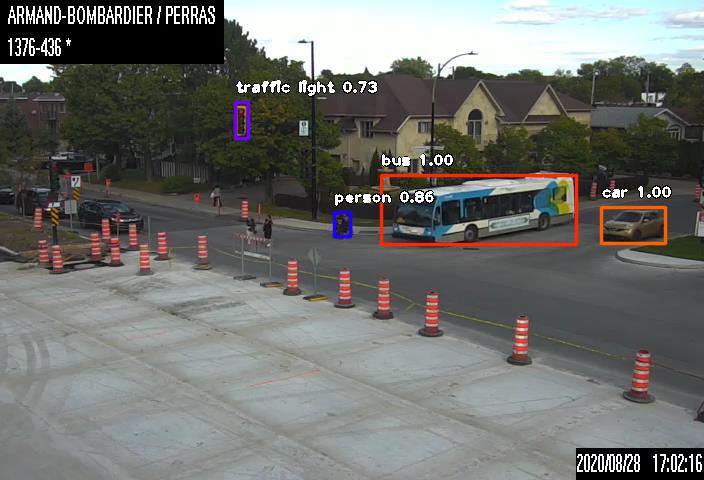 ARMAND-BOMBARDIER / PERRAS
1376-436 *
traffic light 0.73
bus 1.00
person 0.86
car 1.00
2020/08/28 17:02:16